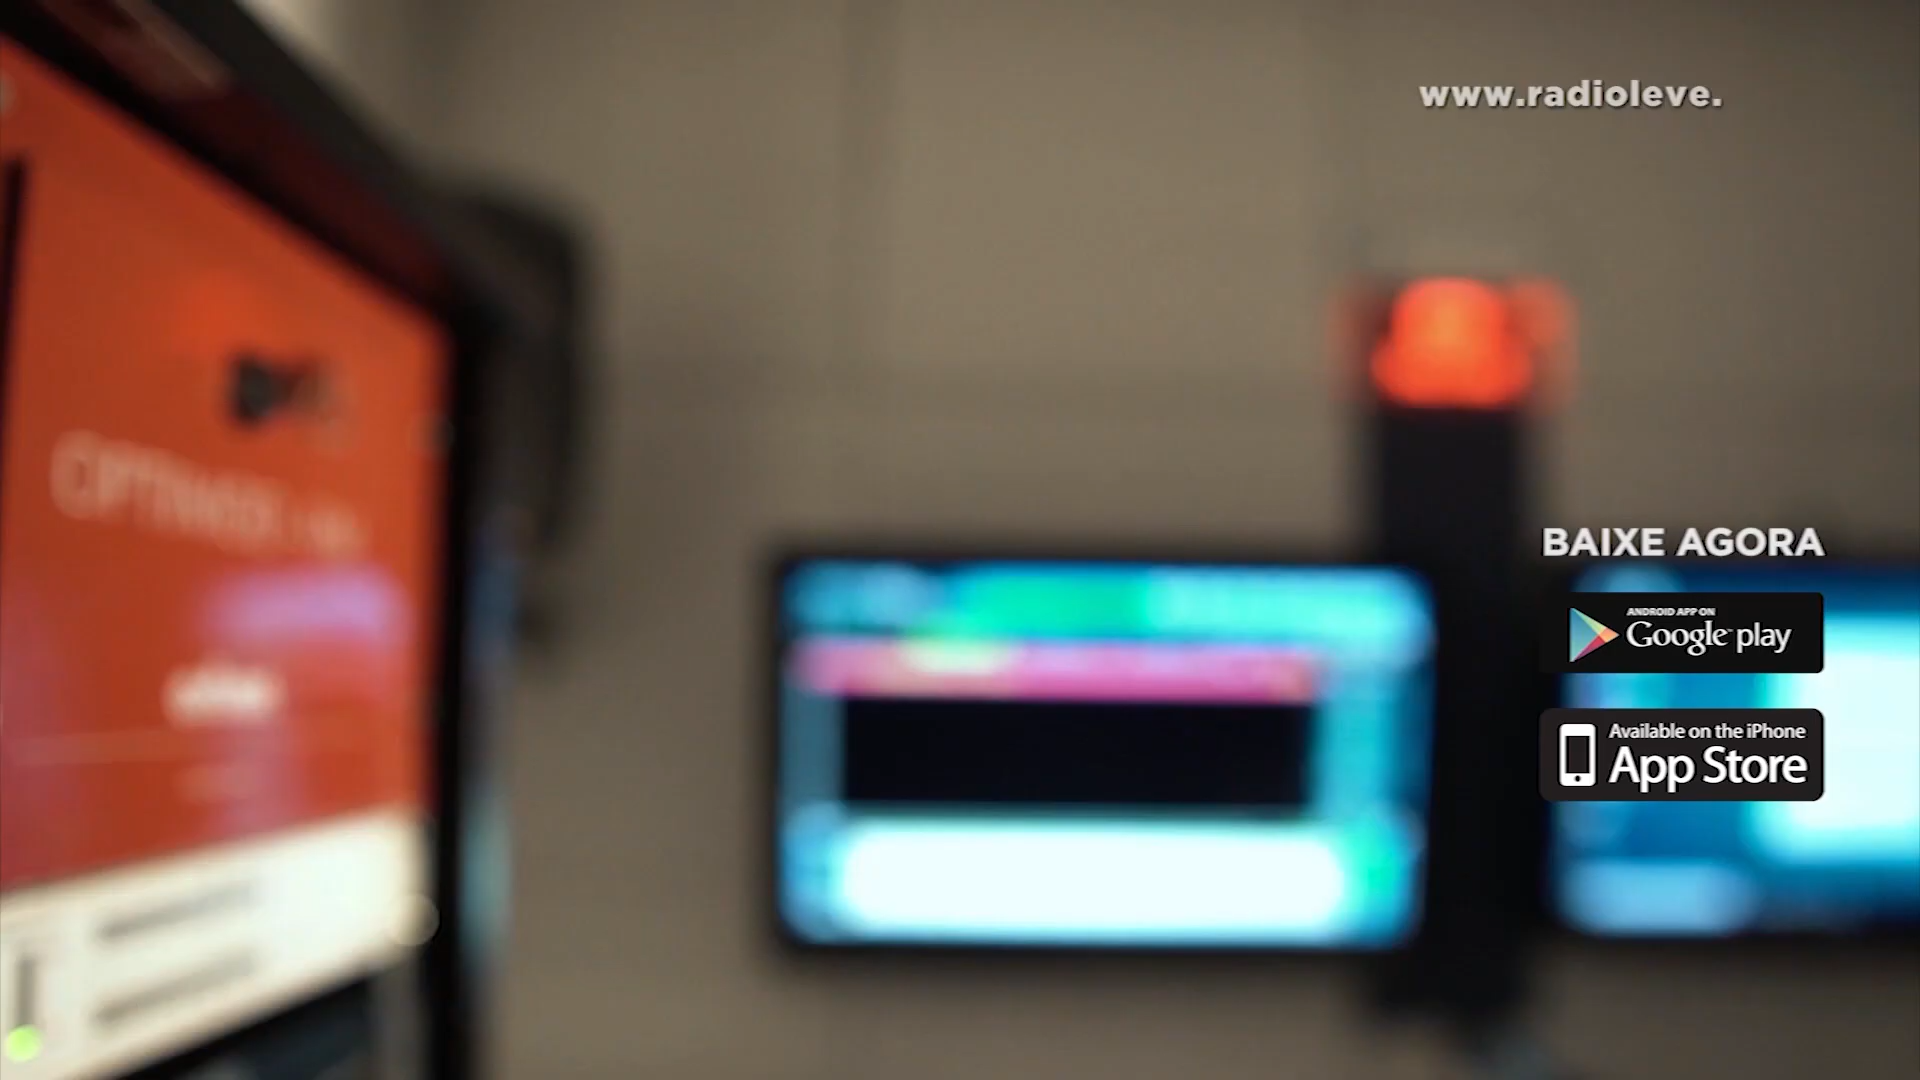 www.radioleve.
BAIXE AGORA
ANDROID APP ON
Google play
Available on the iPhone
App Store